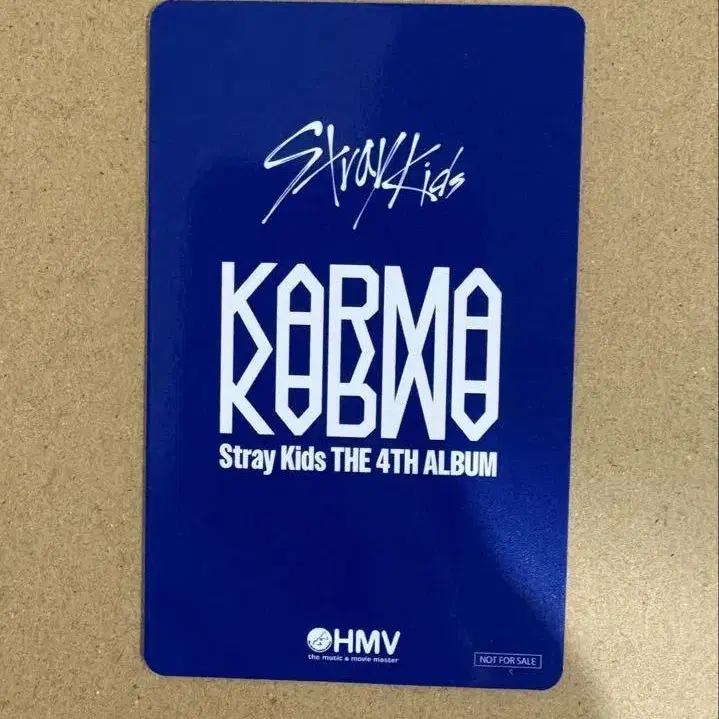 Stray Kids
KARMA
Stray Kids THE 4TH ALBUM
HMV
the music & movie master
NOT FOR SALE